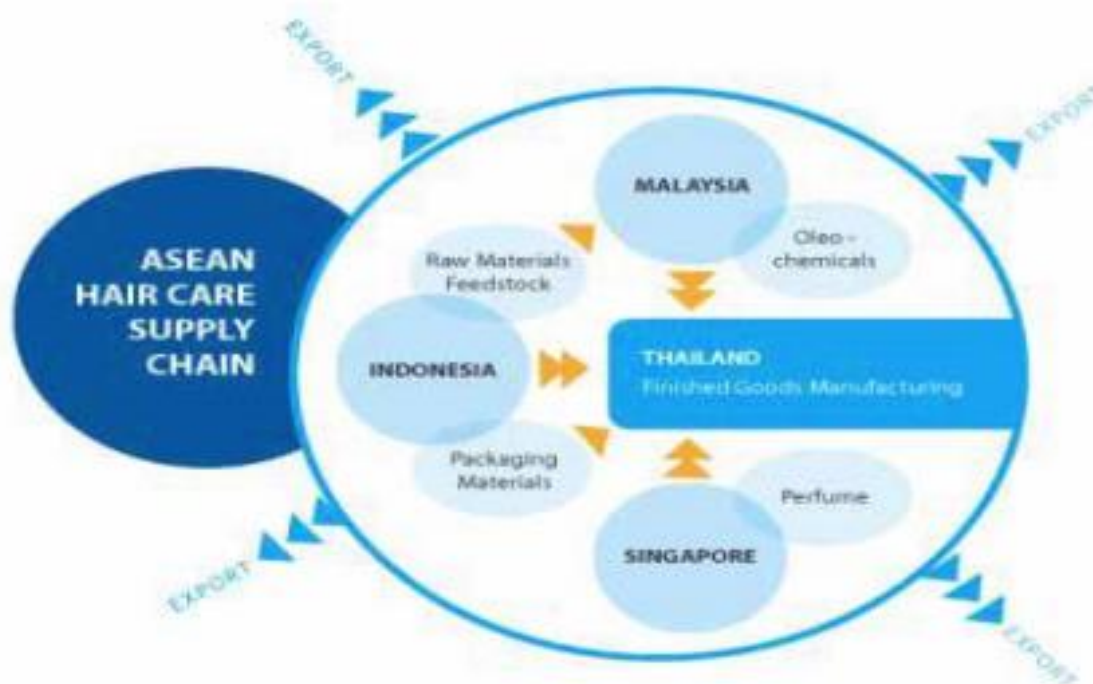 EXPORT
EXPORT
ASEAN
HAIR CARE
SUPPLY
CHAIN
MALAYSIA
Oleo-
chemicals
Raw Materials
Feedstock
INDONESIA
THAILAND
Finished Goods Manufacturing
Packaging
Materials
Perfume
SINGAPORE
EXPORT
EXPORT